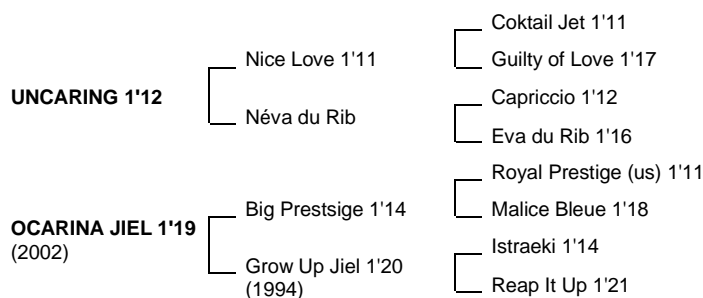 Coktail Jet 1'11
Nice Love 1'11
Guilty of Love 1'17
UNCARING 1'12
Capriccio 1'12
Néva du Rib
Eva du Rib 1'16
Royal Prestige (us) 1'11
Big Prestsige 1'14
Malice Bleue 1'18
OCARINA JIEL 1'19
(2002)
Istraeki 1'14
Grow Up Jiel 1'20
(1994)
Reap It Up 1'21